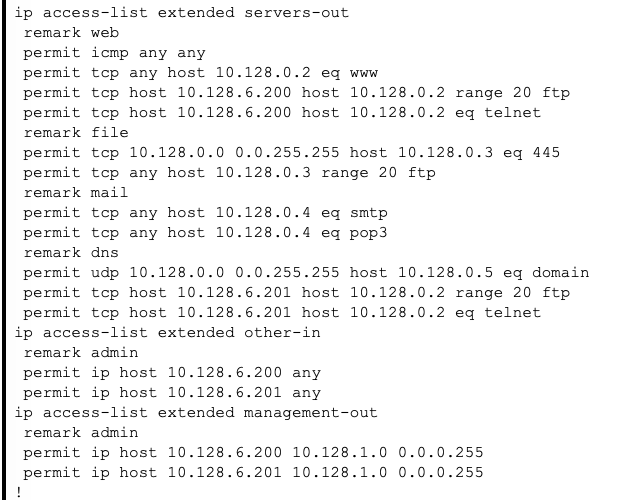 ip access-list extended servers-out
remark web
permit icmp any any
permit tcp any host 10.128.0.2 eq www
permit tcp host 10.128.6.200 host 10.128.0.2 range 20 ftp
permit tcp host 10.128.6.200 host 10.128.0.2 eq telnet
remark file
permit tcp 10.128.0.0 0.0.255.255 host 10.128.0.3 eq 445
permit tcp any host 10.128.0.3 range 20 ftp
remark mail
permit tcp any host 10.128.0.4 eq smtp
permit tcp any host 10.128.0.4 eq pop3
remark dns
permit udp 10.128.0.0 0.0.255.255 host 10.128.0.5 eq domain
permit tcp host 10.128.6.201 host 10.128.0.2 range 20 ftp
permit tcp host 10.128.6.201 host 10.128.0.2 eq telnet
ip access-list extended other-in
remark admin
permit ip host 10.128.6.200 any
permit ip host 10.128.6.201 any
ip access-list extended management-out
remark admin
permit ip host 10.128.6.200 10.128.1.0 0.0.0.255
permit ip host 10.128.6.201 10.128.1.0 0.0.0.255
!